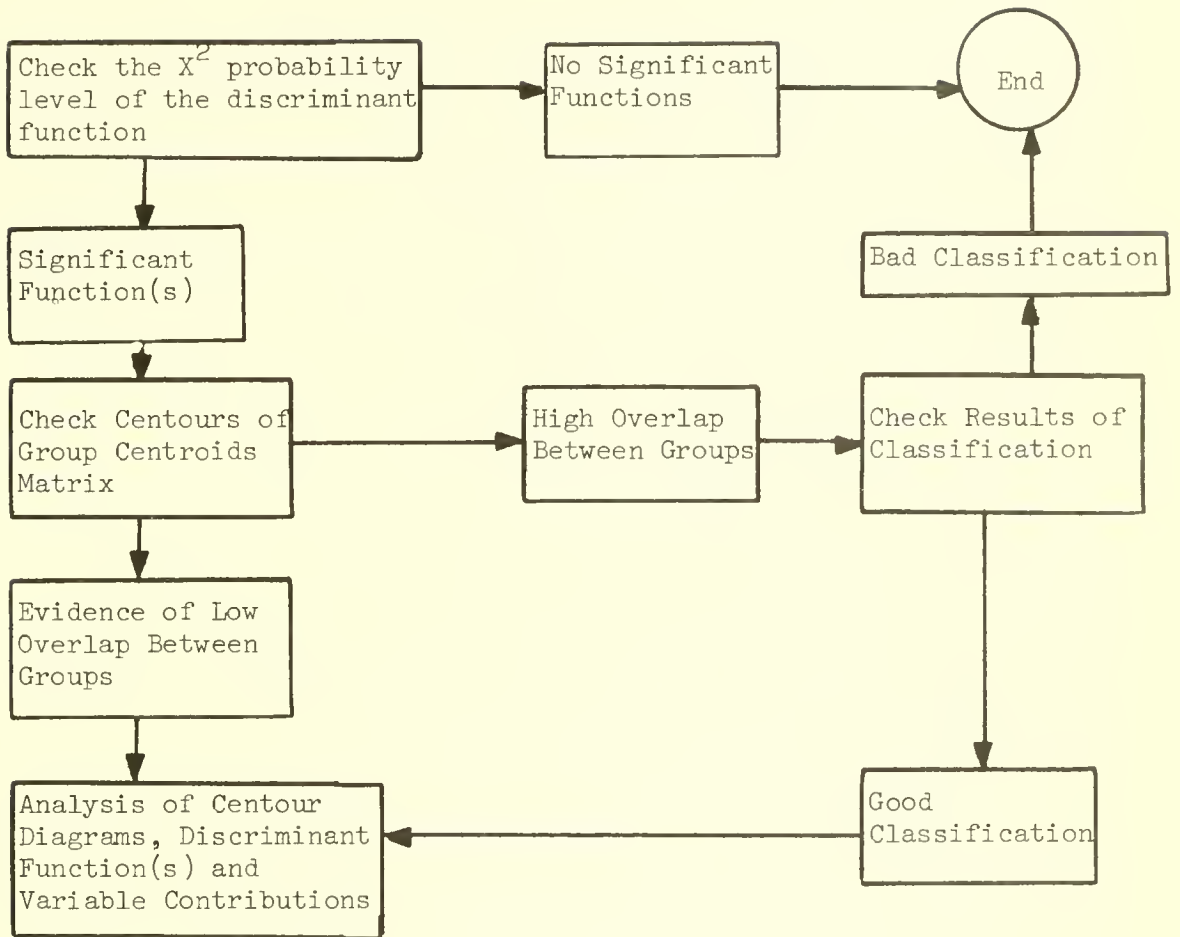 Check the X² probability
level of the discriminant
function
No Significant
Functions
End
Significant
Function(s)
Bad Classification
Check Centours of
Group Centroids
Matrix
High Overlap
Between Groups
Check Results of
Classification
Evidence of Low
Overlap Between
Groups
Analysis of Centour
Diagrams, Discriminant
Function(s) and
Variable Contributions
Good
Classification